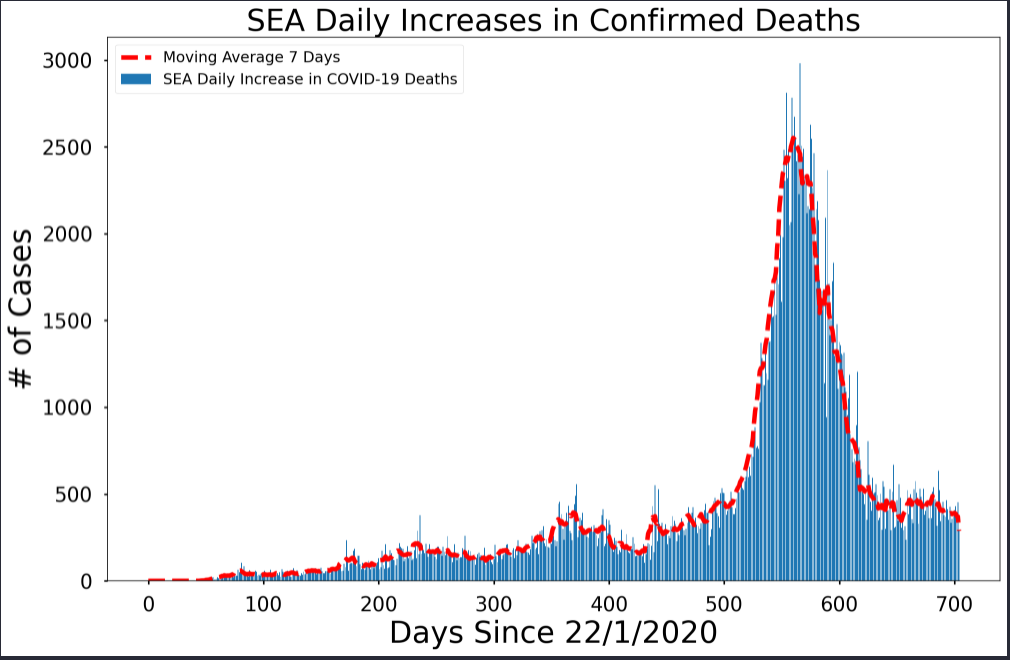 SEA Daily Increases in Confirmed Deaths
Moving Average 7 Days
SEA Daily Increase in COVID-19 Deaths
# of Cases
3000
2500
2000
1500
1000
500
0
0 100 200 300 400 500 600 700
Days Since 22/1/2020